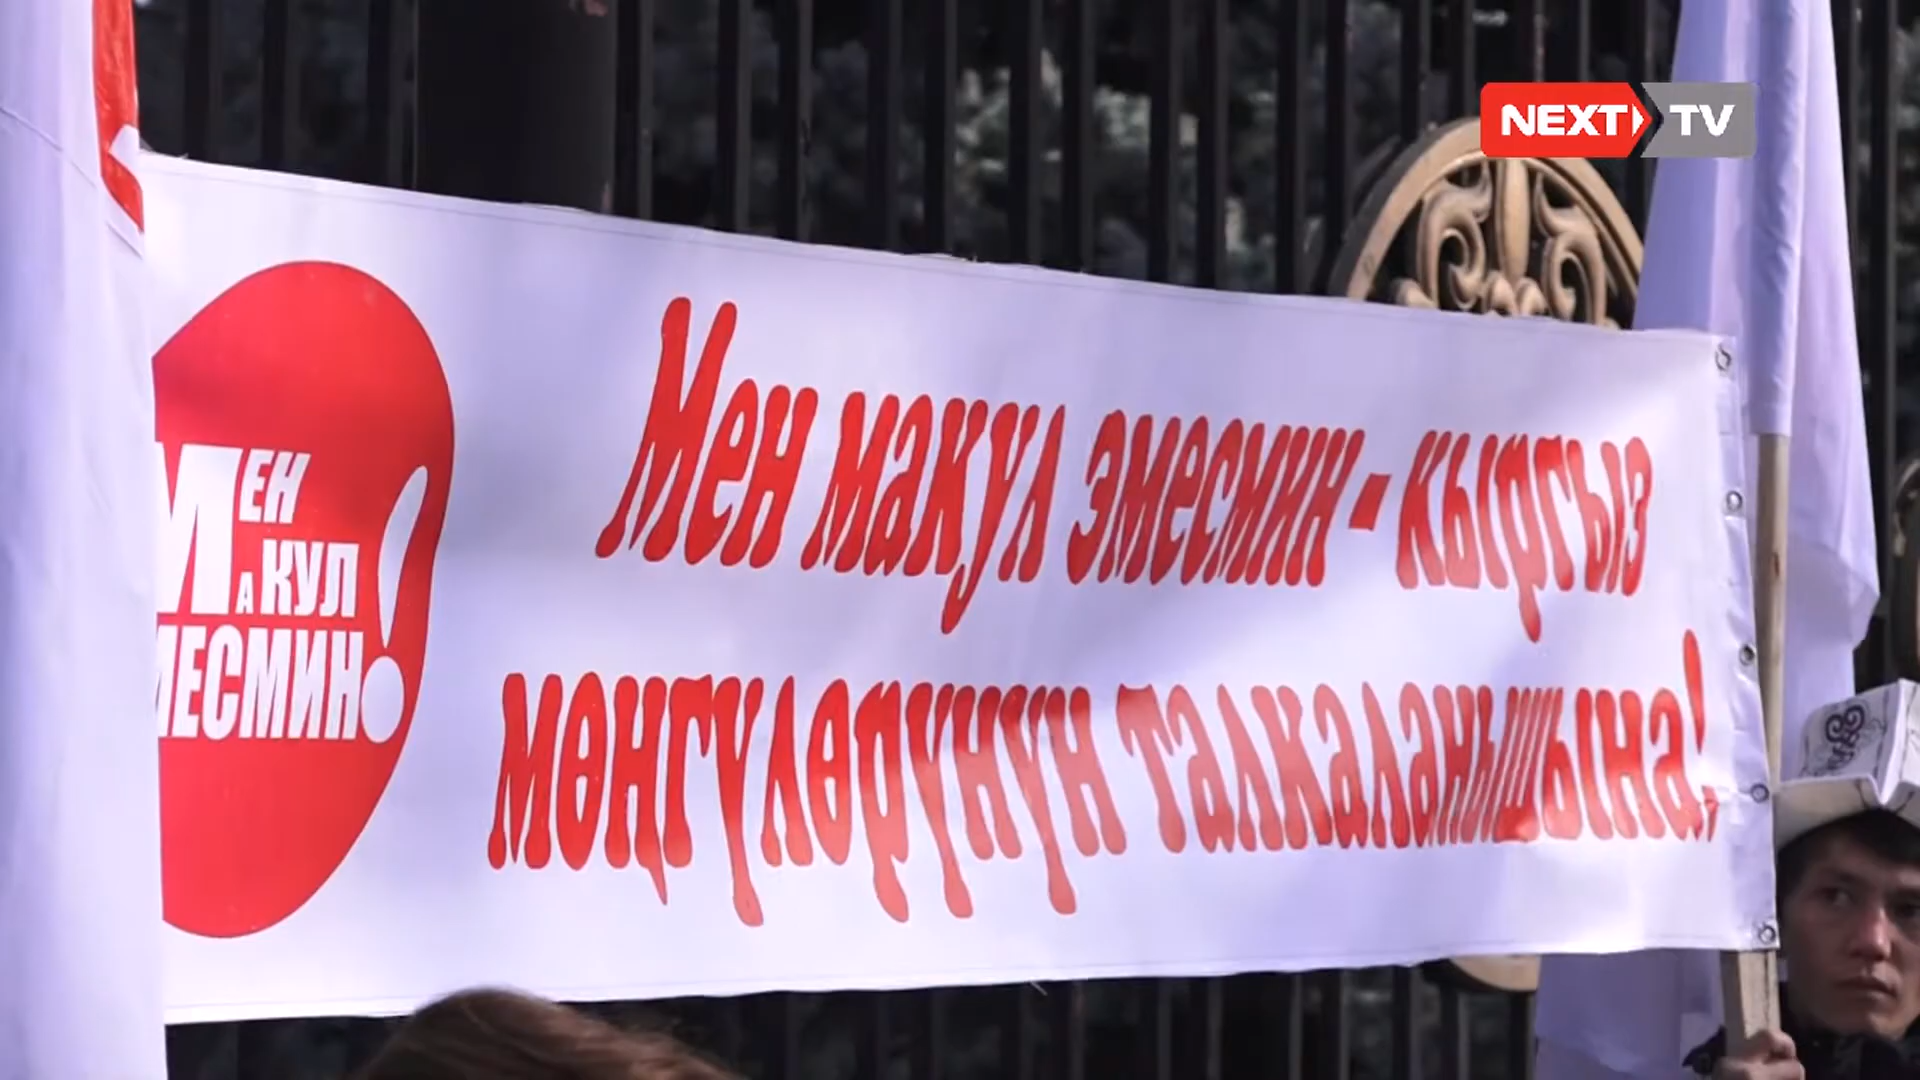 NEXT TV
МЕН
МАКУЛ
ЭМЕСМИН!
Мен макул эмесмин - кыргыз
мөңгүлөрүнүн талкаланышына!